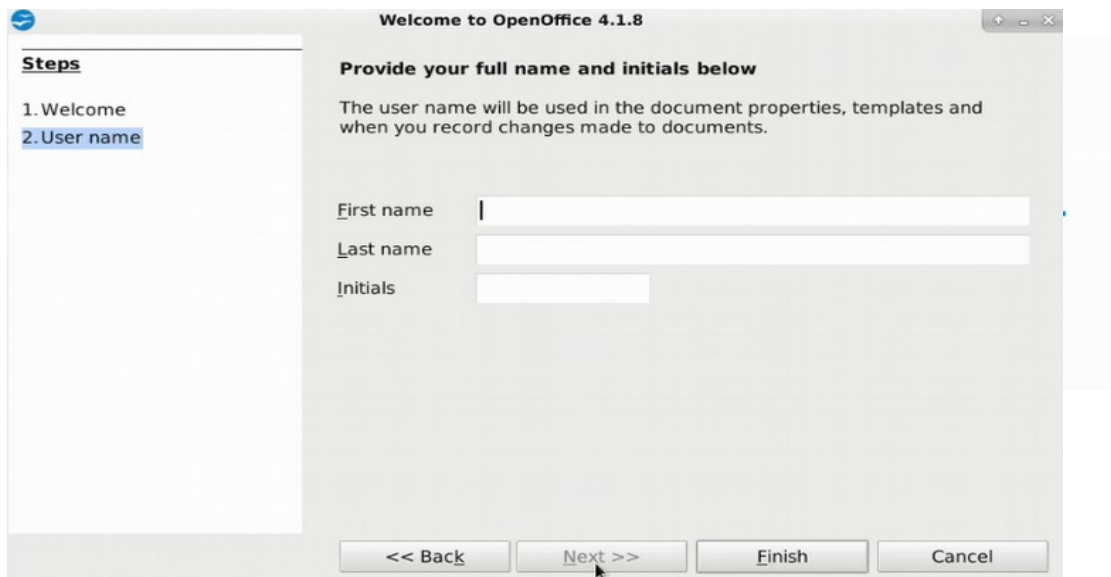 Welcome to OpenOffice 4.1.8
Steps
1. Welcome
2. User name
Provide your full name and initials below
The user name will be used in the document properties, templates and
when you record changes made to documents.
First name
Last name
Initials
<< Back
Next >>
Finish
Cancel